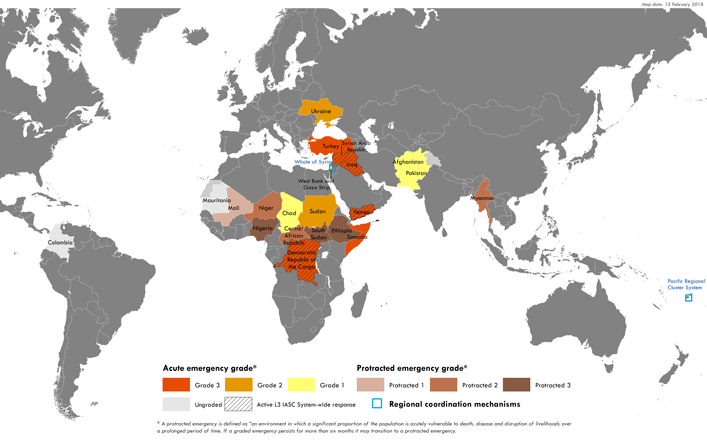 Map date: 13 February 2018
Ukraine
Turkey
Syrian Arab
Republic
Whole of Syria
Iraq
Afghanistan
Pakistan
West Bank and
Gaza Strip
Mauritania
Mali
Niger
Chad
Sudan
Yemen
Myanmar
Nigeria
Central
African
Republic
South
Sudan
Ethiopia
Somalia
Colombia
Democratic
Republic of
the Congo
Pacific Regional
Cluster System
Acute emergency grade*
Protracted emergency grade*
Grade 3
Grade 2
Grade 1
Protracted 1
Protracted 2
Protracted 3
Ungraded
Active L3 IASC System-wide response
Regional coordination mechanisms
* A protracted emergency is defined as "an environment in which a significant proportion of the population is acutely vulnerable to death, disease and disruption of livelihoods over
a prolonged period of time. If a graded emergency persists for more than six months it may transition to a protracted emergency.